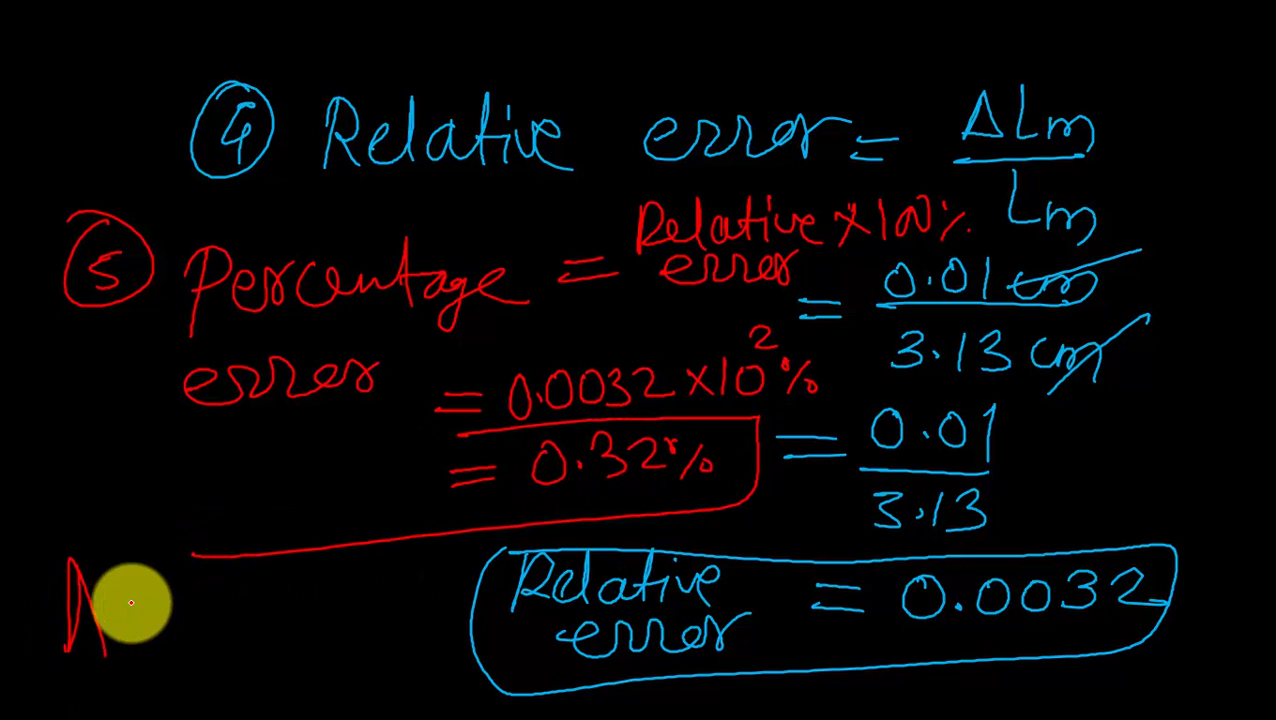 ④ Relative error = ΔLm / Lm
= 0.01 cm / 3.13 cm
= 0.01 / 3.13
Relative error = 0.0032
⑤ Percentage error = Relative error × 100%
= 0.0032 × 10² %
= 0.32%